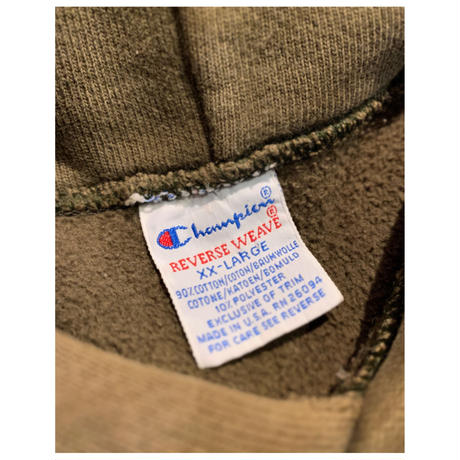 Champion®
REVERSE WEAVE®
XX-LARGE
90% COTTON/COTON/BAUMWOLLE
COTONE/KATOEN/BOMULD
10% POLYESTER
EXCLUSIVE OF TRIM
MADE IN U.S.A. RN 26094
FOR CARE SEE REVERSE